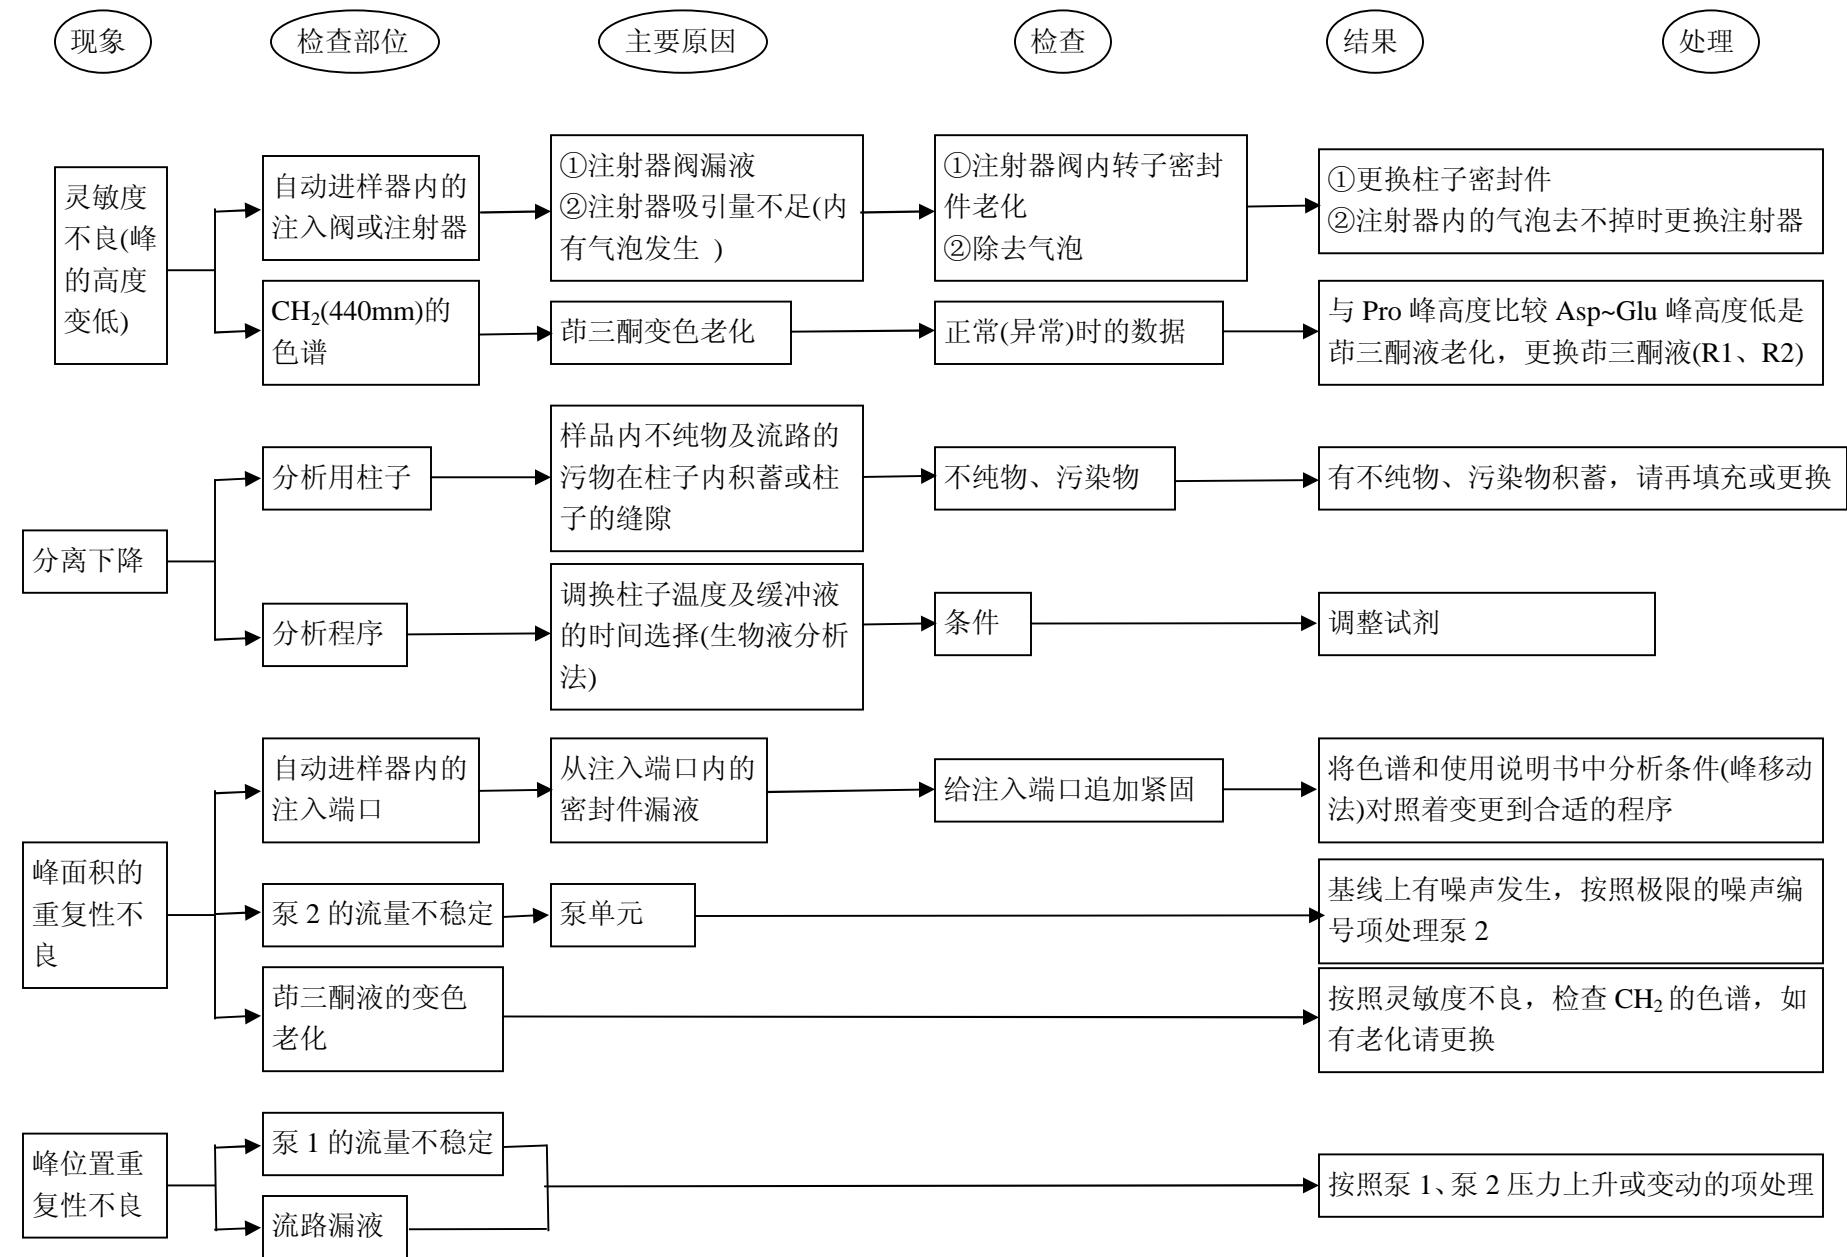 现象 检查部位 主要原因 检查 结果 处理
灵敏度
不良(峰
的高度
变低)
自动进样器内的
注入阀或注射器
①注射器阀漏液
②注射器吸引量不足(内
有气泡发生 )
①注射器阀内转子密封
件老化
②除去气泡
①更换柱子密封件
②注射器内的气泡去不掉时更换注射器
CH₂(440mm)的
色谱
茚三酮变色老化
正常(异常)时的数据
与 Pro 峰高度比较 Asp~Glu 峰高度低是
茚三酮液老化，更换茚三酮液(R1、R2)
分离下降
分析用柱子
样品内不纯物及流路的
污物在柱子内积蓄或柱
子的缝隙
不纯物、污染物
有不纯物、污染物积蓄，请再填充或更换
分析程序
调换柱子温度及缓冲液
的时间选择(生物液分析
法)
条件
调整试剂
峰面积的
重复性不
良
自动进样器内的
注入端口
从注入端口内的
密封件漏液
给注入端口追加紧固
将色谱和使用说明书中分析条件(峰移动
法)对照着变更到合适的程序
泵 2 的流量不稳定
泵单元
基线上有噪声发生，按照极限的噪声编
号项处理泵 2
茚三酮液的变色
老化
按照灵敏度不良，检查 CH₂ 的色谱，如
有老化请更换
峰位置重
复性不良
泵 1 的流量不稳定
流路漏液
按照泵 1、泵 2 压力上升或变动的项处理